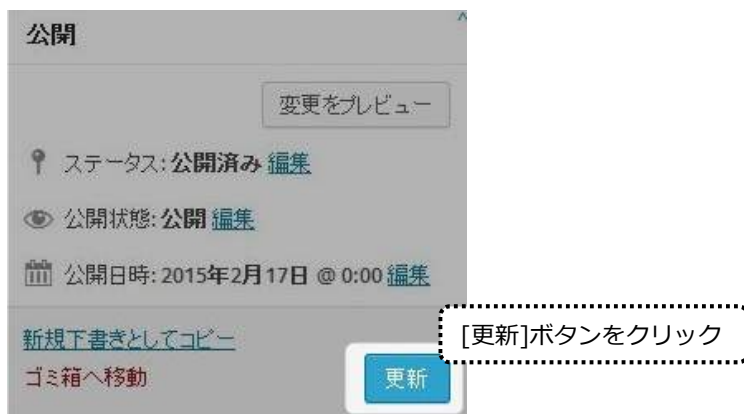 公開
変更をプレビュー
ステータス: 公開済み 編集
公開状態: 公開 編集
公開日時: 2015年2月17日 @ 0:00 編集
新規下書きとしてコピー
[更新]ボタンをクリック
ゴミ箱へ移動
更新